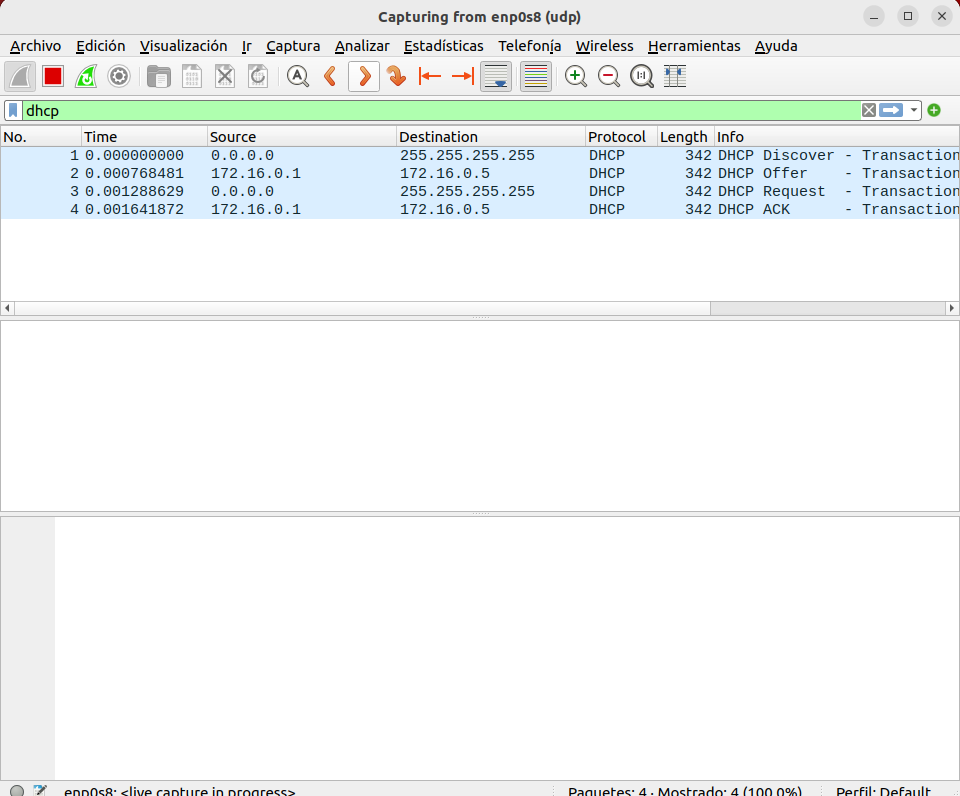 Capturing from enp0s8 (udp)
Archivo Edición Visualización Ir Captura Analizar Estadísticas Telefonía Wireless Herramientas Ayuda
dhcp
No. Time Source Destination Protocol Length Info
1 0.000000000 0.0.0.0 255.255.255.255 DHCP 342 DHCP Discover - Transaction
2 0.000768481 172.16.0.1 172.16.0.5 DHCP 342 DHCP Offer - Transaction
3 0.001288629 0.0.0.0 255.255.255.255 DHCP 342 DHCP Request - Transaction
4 0.001641872 172.16.0.1 172.16.0.5 DHCP 342 DHCP ACK - Transaction
enp0s8: <live capture in progress> Paquetes: 4 · Mostrado: 4 (100.0%) Perfil: Default